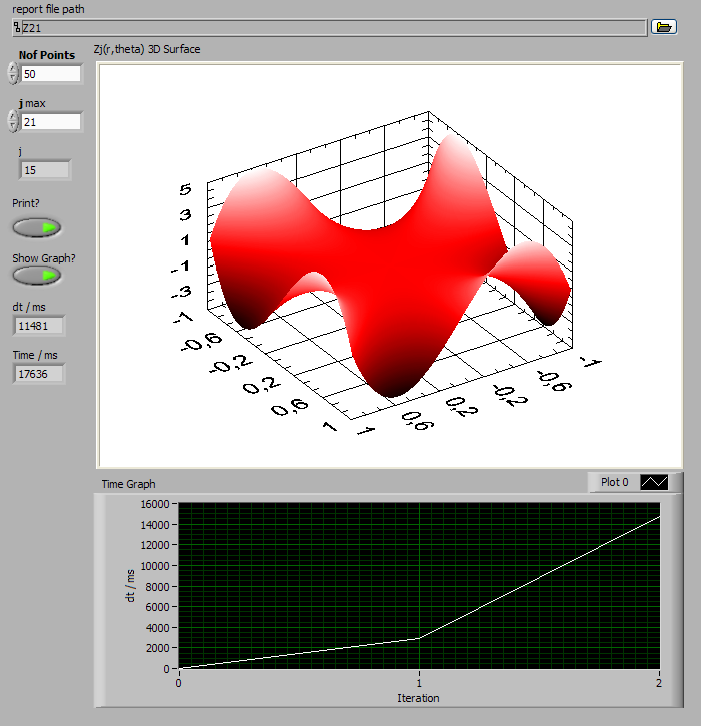 report file path
Z21
Zj(r,theta) 3D Surface
Nof Points
50
j max
21
j
15
Print?
Show Graph?
dt / ms
11481
Time / ms
17636
5
3
1
-1
-3
-1
-0,6
-0,2
0,2
0,6
1
1
0,6
0,2
-0,2
-0,6
-1
Time Graph
Plot 0
16000
14000
12000
10000
8000
6000
4000
2000
0
dt / ms
0 1 2
Iteration